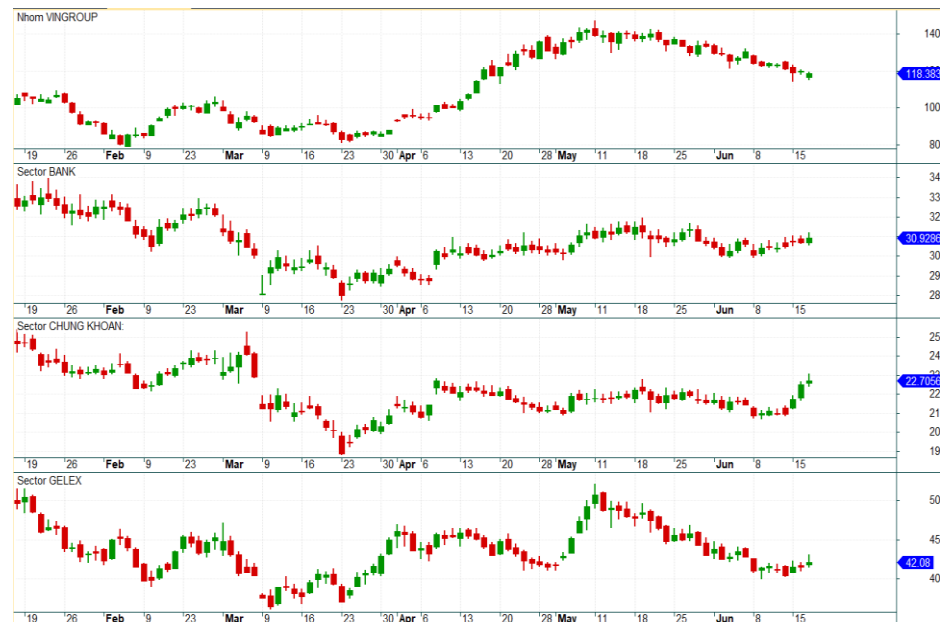 Nhom VINGROUP
140
120
118.383
100
80
19 26 Feb 9 23 Mar 9 16 23 30 Apr 6 13 20 28 May 11 18 25 Jun 8 15
Sector BANK
34
33
32
30.9286
30
29
28
19 26 Feb 9 23 Mar 9 16 23 30 Apr 6 13 20 28 May 11 18 25 Jun 8 15
Sector CHUNG KHOAN:
25
24
22.7056
22
21
20
19
19 26 Feb 9 23 Mar 9 16 23 30 Apr 6 13 20 28 May 11 18 25 Jun 8 15
Sector GELEX
50
45
42.08
40
19 26 Feb 9 23 Mar 9 16 23 30 Apr 6 13 20 28 May 11 18 25 Jun 8 15